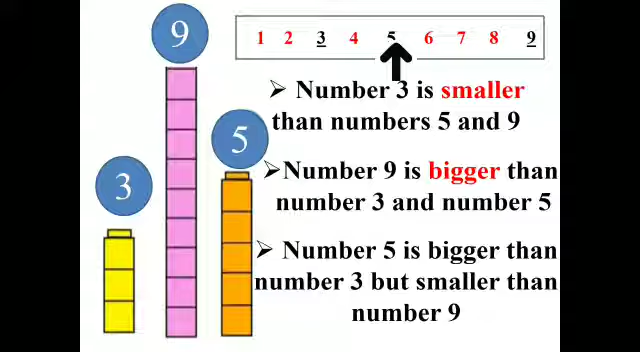 9
1 2 3 4 5 6 7 8 9
➢ Number 3 is smaller
than numbers 5 and 9
5
➢ Number 9 is bigger than
number 3 and number 5
3
➢ Number 5 is bigger than
number 3 but smaller than
number 9